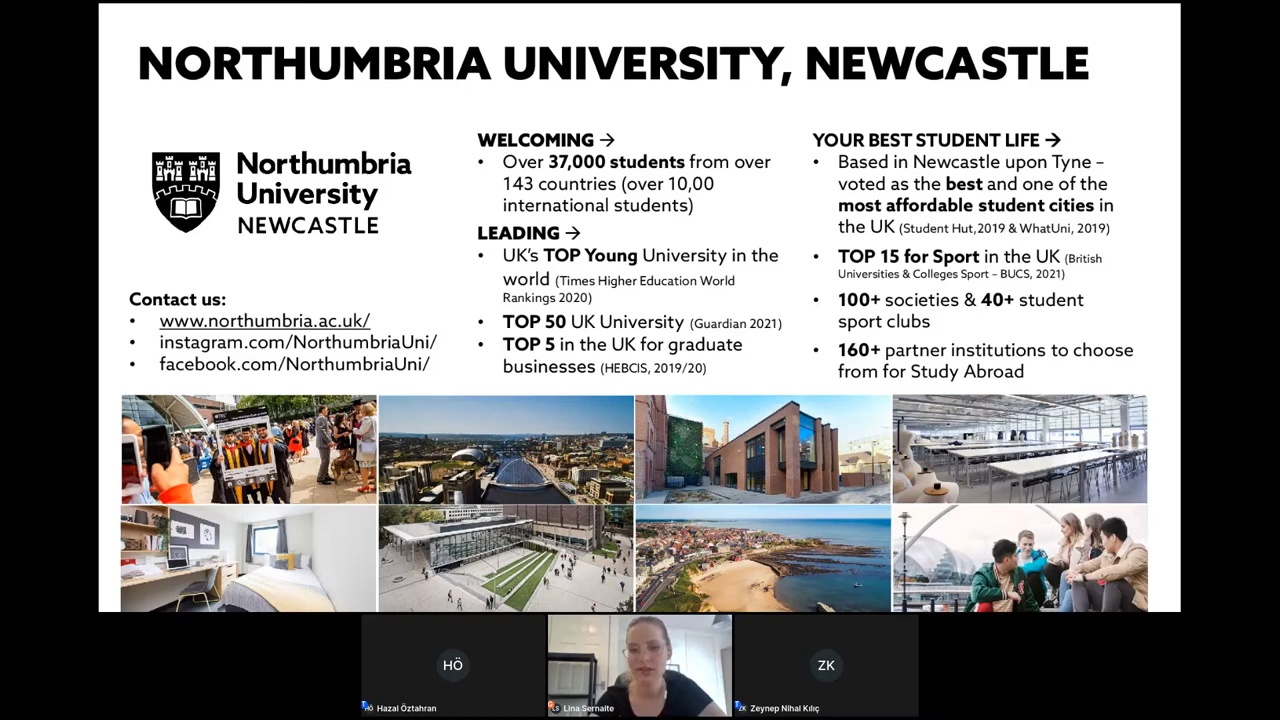 NORTHUMBRIA UNIVERSITY, NEWCASTLE
Northumbria
University
NEWCASTLE
Contact us:
• www.northumbria.ac.uk/
• instagram.com/NorthumbriaUni/
• facebook.com/NorthumbriaUni/
WELCOMING →
• Over 37,000 students from over
143 countries (over 10,00
international students)
LEADING →
• UK's TOP Young University in the
world (Times Higher Education World
Rankings 2020)
• TOP 50 UK University (Guardian 2021)
• TOP 5 in the UK for graduate
businesses (HEBCIS, 2019/20)
YOUR BEST STUDENT LIFE →
• Based in Newcastle upon Tyne –
voted as the best and one of the
most affordable student cities in
the UK (Student Hut,2019 & WhatUni, 2019)
• TOP 15 for Sport in the UK (British
Universities & Colleges Sport – BUCS, 2021)
• 100+ societies & 40+ student
sport clubs
• 160+ partner institutions to choose
from for Study Abroad
HÖ
HÖ Hazal Öztahran
LS Lina Sernaite
ZK
ZK Zeynep Nihal Kılıç